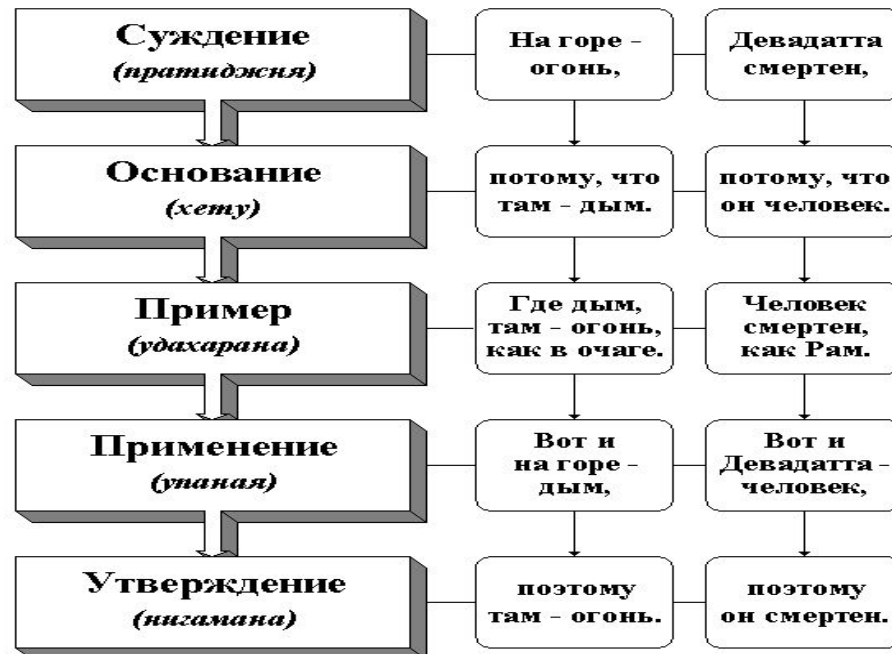 Суждение
(пратиджня)
На горе -
огонь,
Девадатта
смертен,
Основание
(хету)
потому, что
там - дым.
потому, что
он человек.
Пример
(удахарана)
Где дым,
там - огонь,
как в очаге.
Человек
смертен,
как Рам.
Применение
(упаная)
Вот и
на горе -
дым,
Вот и
Девадатта -
человек,
Утверждение
(нигамана)
поэтому
там - огонь.
поэтому
он смертен.